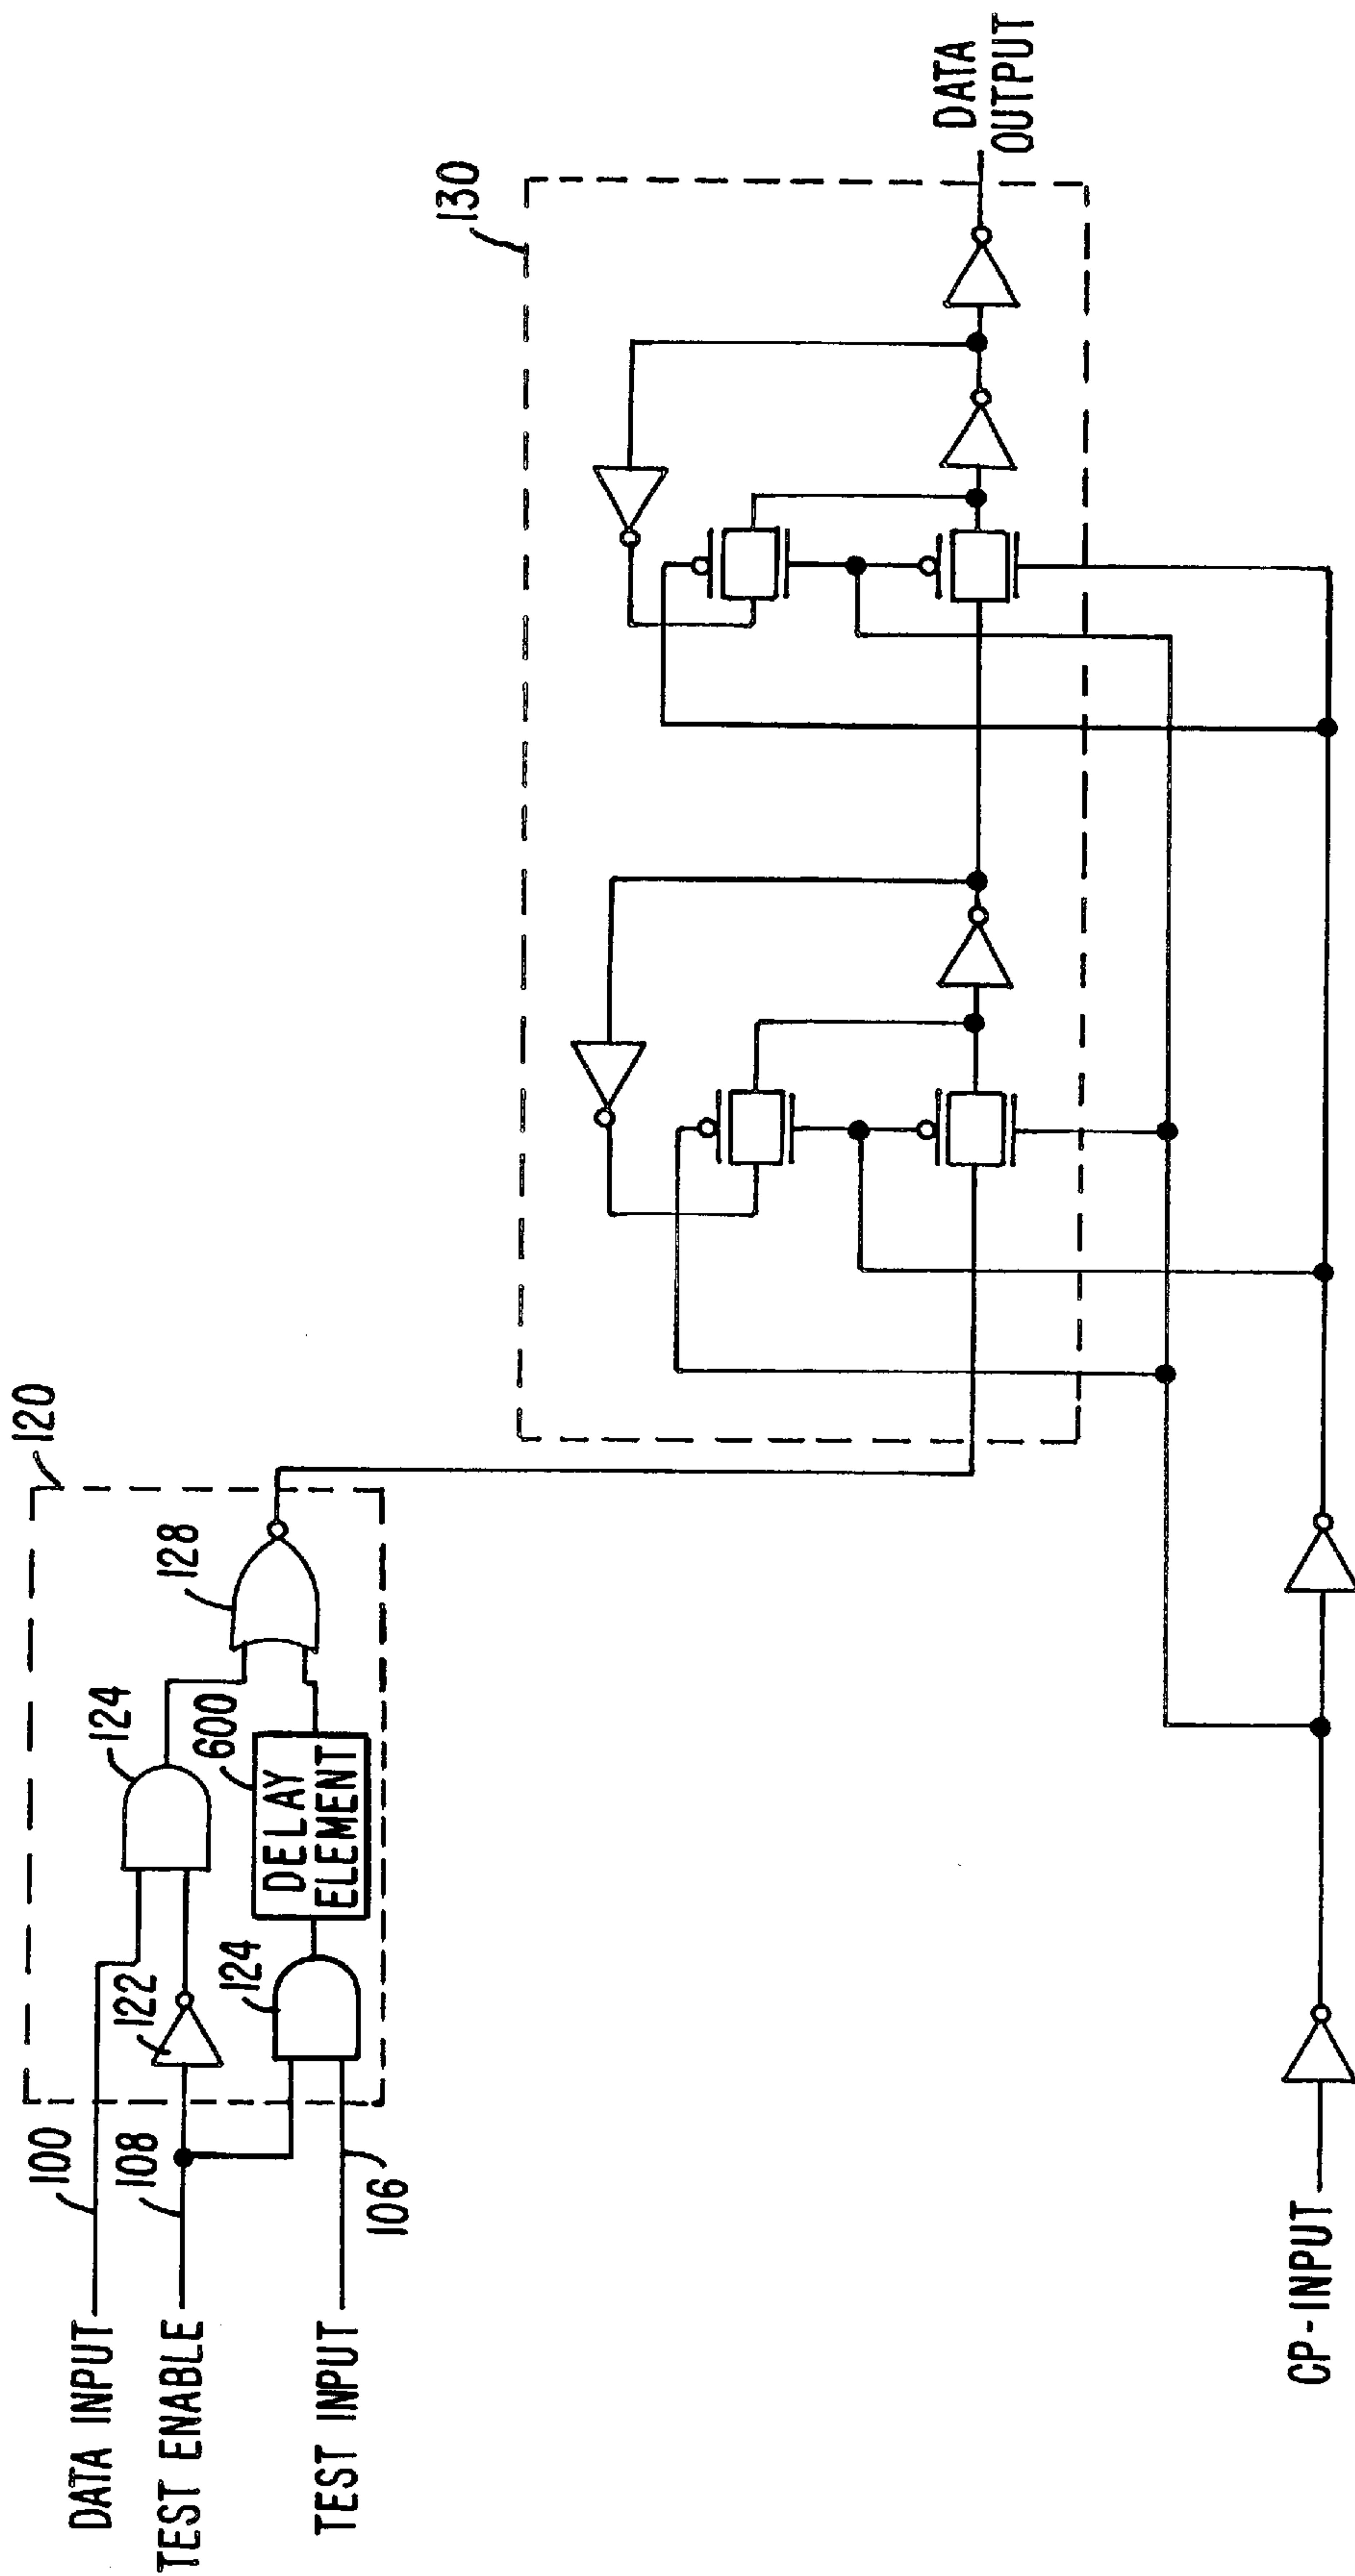 DATA INPUT
100
TEST ENABLE
108
TEST INPUT
106
120
122
124
124
DELAY
ELEMENT
600
128
130
DATA
OUTPUT
CP-INPUT